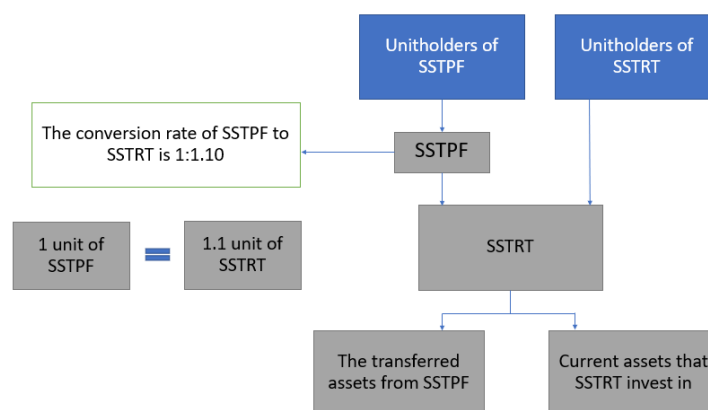 Unitholders of
SSTPF
Unitholders of
SSTRT
The conversion rate of SSTPF to
SSTRT is 1:1.10
SSTPF
1 unit of
SSTPF
1.1 unit of
SSTRT
SSTRT
The transferred
assets from SSTPF
Current assets that
SSTRT invest in